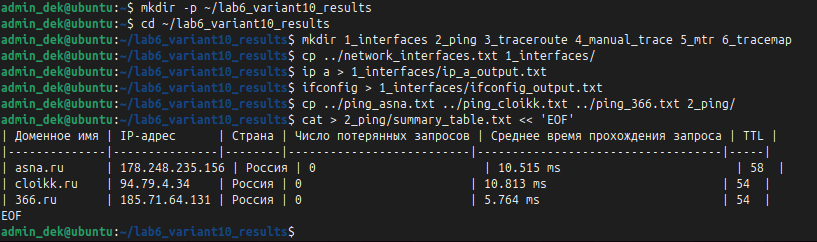 admin_dek@ubuntu:~$ mkdir -p ~/lab6_variant10_results
admin_dek@ubuntu:~$ cd ~/lab6_variant10_results
admin_dek@ubuntu:~/lab6_variant10_results$ mkdir 1_interfaces 2_ping 3_traceroute 4_manual_trace 5_mtr 6_tracemap
admin_dek@ubuntu:~/lab6_variant10_results$ cp ../network_interfaces.txt 1_interfaces/
admin_dek@ubuntu:~/lab6_variant10_results$ ip a > 1_interfaces/ip_a_output.txt
admin_dek@ubuntu:~/lab6_variant10_results$ ifconfig > 1_interfaces/ifconfig_output.txt
admin_dek@ubuntu:~/lab6_variant10_results$ cp ../ping_asna.txt ../ping_cloikk.txt ../ping_366.txt 2_ping/
admin_dek@ubuntu:~/lab6_variant10_results$ cat > 2_ping/summary_table.txt << 'EOF'
| Доменное имя | IP-адрес      | Страна | Число потерянных запросов | Среднее время прохождения запроса | TTL |
|--------------|---------------|--------|---------------------------|-----------------------------------|-----|
| asna.ru      | 178.248.235.156 | Россия | 0                         | 10.515 ms                         | 58  |
| cloikk.ru    | 94.79.4.34    | Россия | 0                         | 10.813 ms                         | 54  |
| 366.ru       | 185.71.64.131 | Россия | 0                         | 5.764 ms                          | 54  |
EOF
admin_dek@ubuntu:~/lab6_variant10_results$